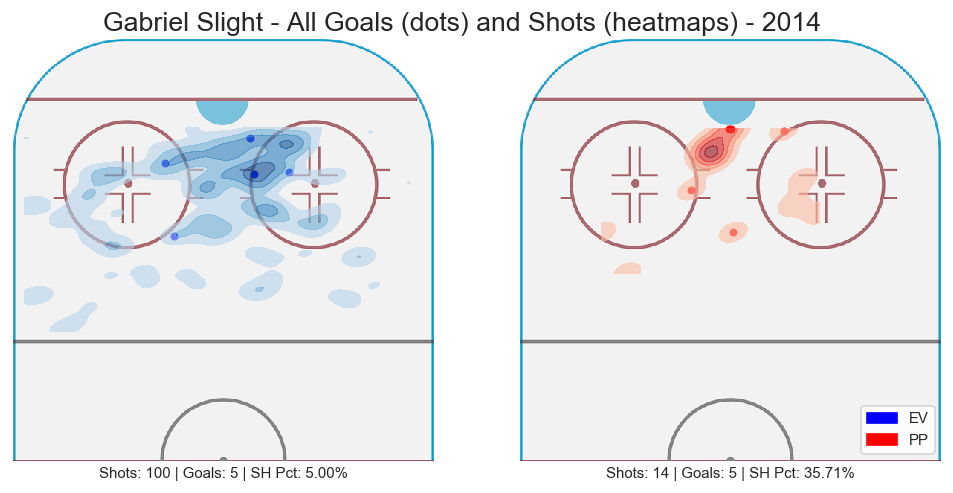 Gabriel Slight - All Goals (dots) and Shots (heatmaps) - 2014
EV
PP
Shots: 100 | Goals: 5 | SH Pct: 5.00%
Shots: 14 | Goals: 5 | SH Pct: 35.71%